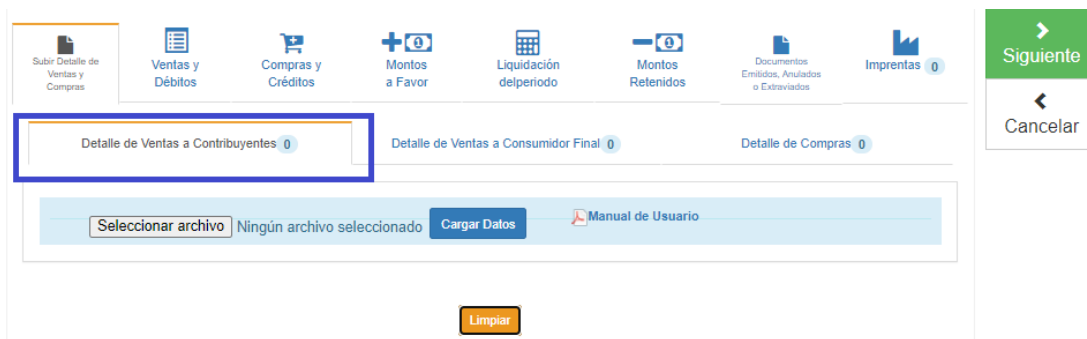 Subir Detalle de
Ventas y
Compras
Ventas y
Débitos
Compras y
Créditos
Montos
a Favor
Liquidación
delperiodo
Montos
Retenidos
Documentos
Emitidos, Anulados
o Extraviados
Imprentas 0
Siguiente
Cancelar
Detalle de Ventas a Contribuyentes 0
Detalle de Ventas a Consumidor Final 0
Detalle de Compras 0
Seleccionar archivo Ningún archivo seleccionado Cargar Datos Manual de Usuario
Limpiar